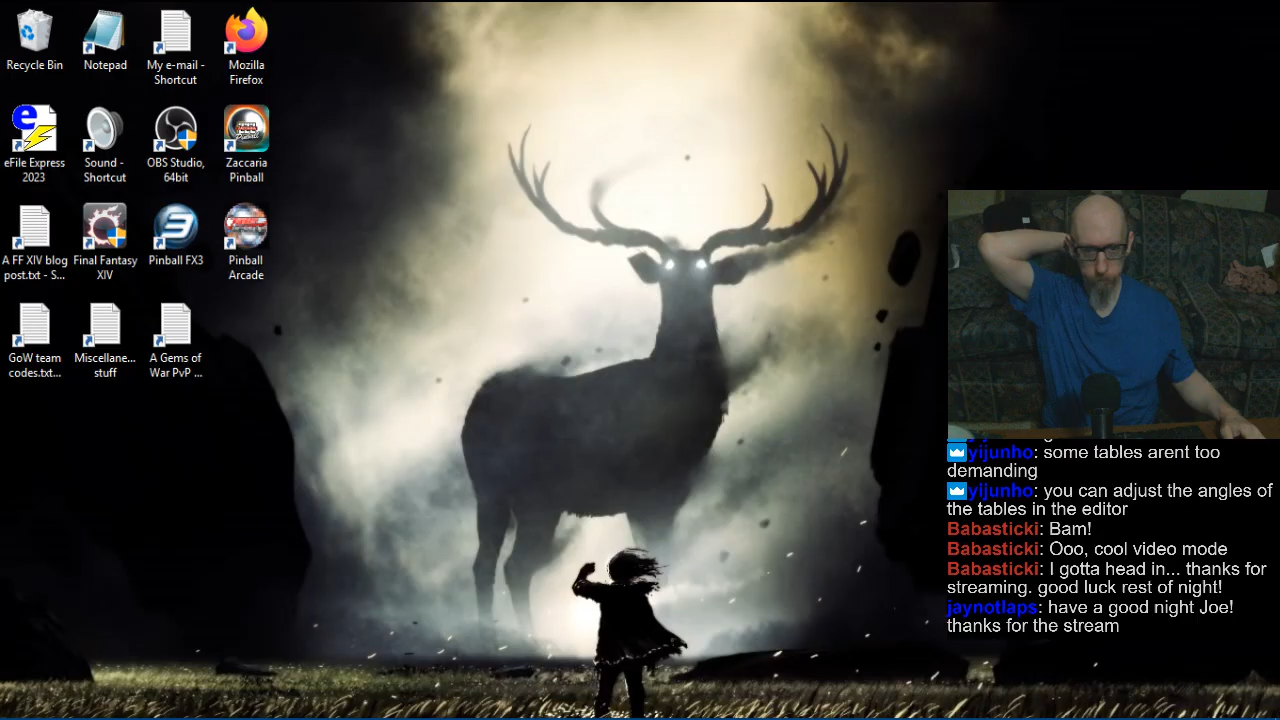 Recycle Bin
Notepad
My e-mail -
Shortcut
Mozilla
Firefox
eFile Express
2023
Sound -
Shortcut
OBS Studio,
64bit
Zaccaria
Pinball
A FF XIV blog
post.txt - S...
Final Fantasy
XIV
Pinball FX3
Pinball
Arcade
GoW team
codes.txt...
Miscellane...
stuff
A Gems of
War PvP ...
yijunho: some tables arent too
demanding
yijunho: you can adjust the angles of
the tables in the editor
Babasticki: Bam!
Babasticki: Ooo, cool video mode
Babasticki: I gotta head in... thanks for
streaming. good luck rest of night!
jaynotlaps: have a good night Joe!
thanks for the stream